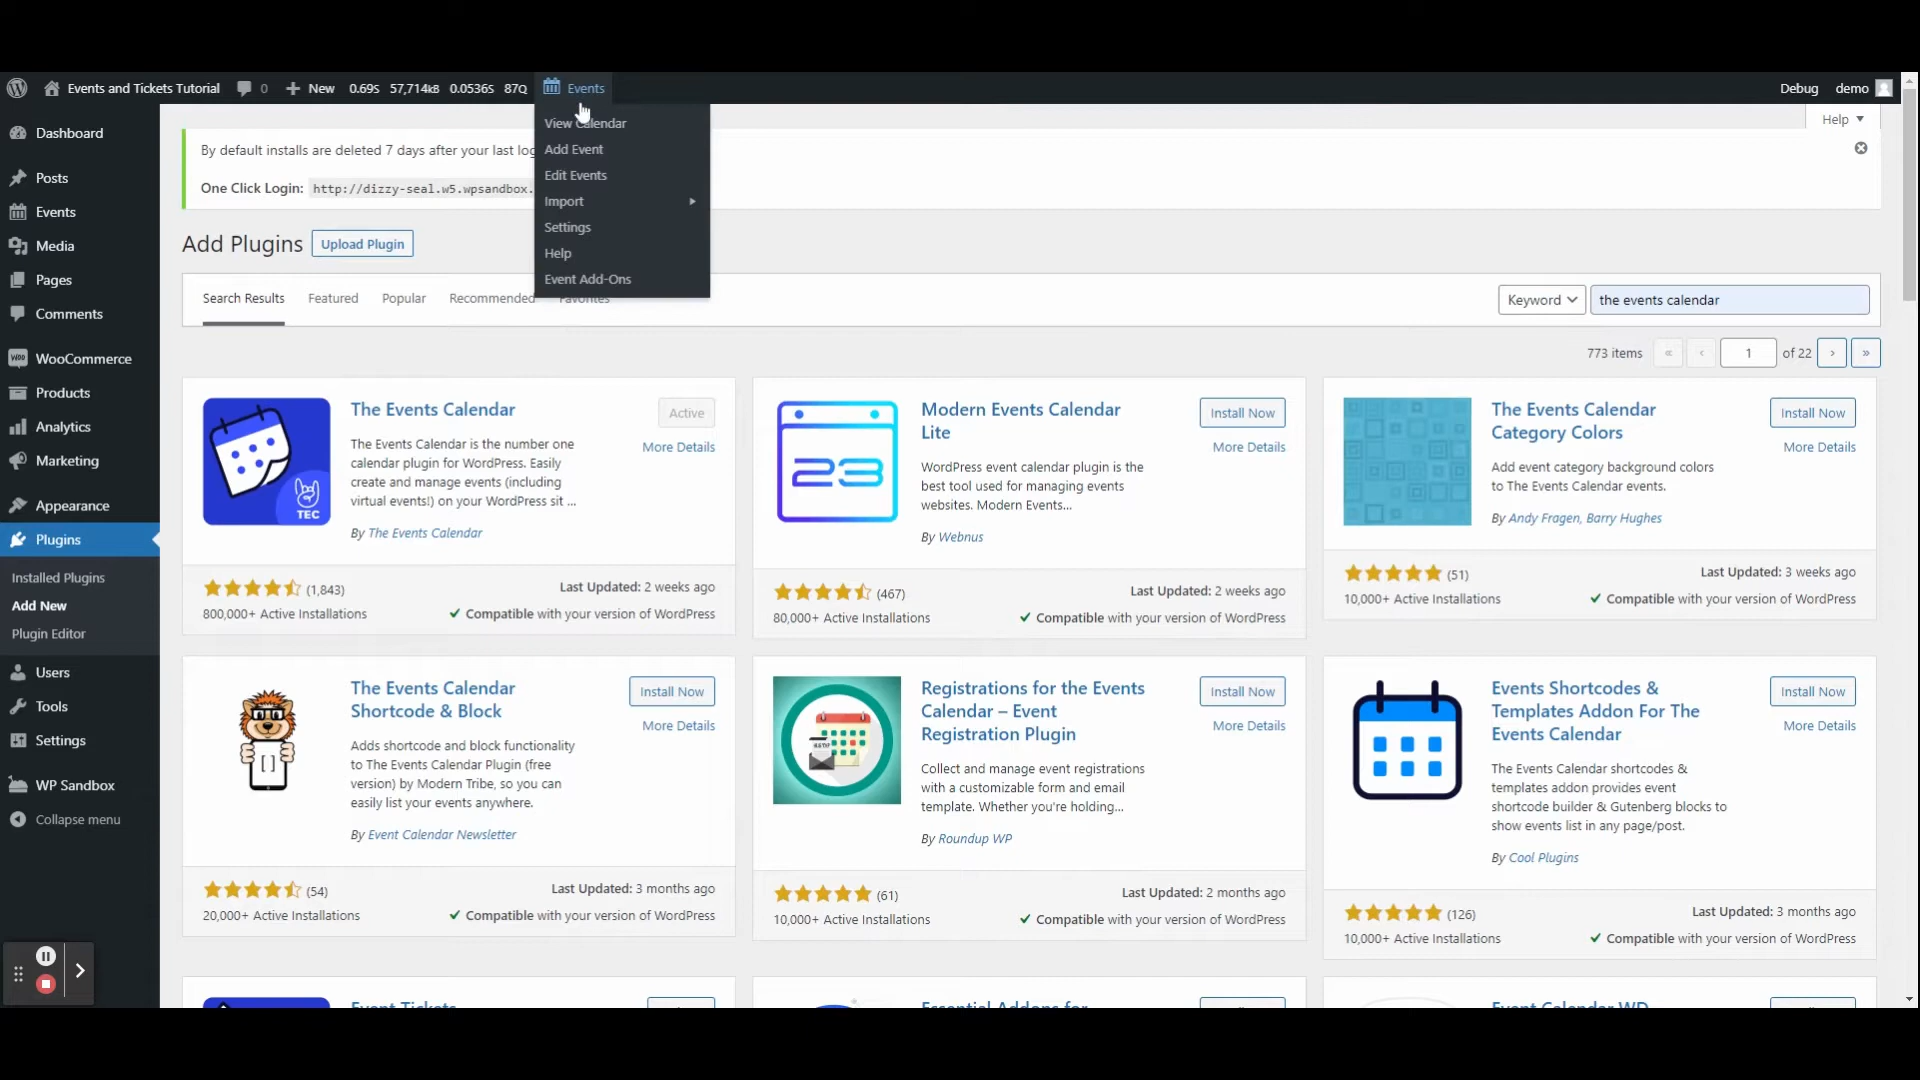 Events and Tickets Tutorial 0 New 0.69S 57,714kB 0.0536S 87Q Events Debug demo
Dashboard
Posts
Events
Media
Pages
Comments
WooCommerce
Products
Analytics
Marketing
Appearance
Plugins
Installed Plugins
Add New
Plugin Editor
Users
Tools
Settings
WP Sandbox
Collapse menu
View Calendar
Add Event
Edit Events
Import
Settings
Help
Event Add-Ons
Help
By default installs are deleted 7 days after your last
One Click Login: http://dizzy-seal.w5.wpsandbox.
Add Plugins Upload Plugin
Search Results Featured Popular Recommended Favorites Keyword the events calendar
773 items « ‹ 1 of 22 › »
The Events Calendar
Active
More Details
The Events Calendar is the number one
calendar plugin for WordPress. Easily
create and manage events (including
virtual events!) on your WordPress sit ...
By The Events Calendar
TEC
(1,843) Last Updated: 2 weeks ago
800,000+ Active Installations Compatible with your version of WordPress
23
Modern Events Calendar
Lite
Install Now
More Details
WordPress event calendar plugin is the
best tool used for managing events
websites. Modern Events...
By Webnus
(467) Last Updated: 2 weeks ago
80,000+ Active Installations Compatible with your version of WordPress
The Events Calendar
Category Colors
Install Now
More Details
Add event category background colors
to The Events Calendar events.
By Andy Fragen, Barry Hughes
(51) Last Updated: 3 weeks ago
10,000+ Active Installations Compatible with your version of WordPress
The Events Calendar
Shortcode & Block
Install Now
More Details
Adds shortcode and block functionality
to The Events Calendar Plugin (free
version) by Modern Tribe, so you can
easily list your events anywhere.
By Event Calendar Newsletter
(54) Last Updated: 3 months ago
20,000+ Active Installations Compatible with your version of WordPress
Registrations for the Events
Calendar – Event
Registration Plugin
Install Now
More Details
Collect and manage event registrations
with a customizable form and email
template. Whether you're holding...
By Roundup WP
(61) Last Updated: 2 months ago
10,000+ Active Installations Compatible with your version of WordPress
Events Shortcodes &
Templates Addon For The
Events Calendar
Install Now
More Details
The Events Calendar shortcodes &
templates addon provides event
shortcode builder & Gutenberg blocks to
show events list in any page/post.
By Cool Plugins
(126) Last Updated: 3 months ago
10,000+ Active Installations Compatible with your version of WordPress
Event Tickets
Essential Addons for
Event Calendar WD